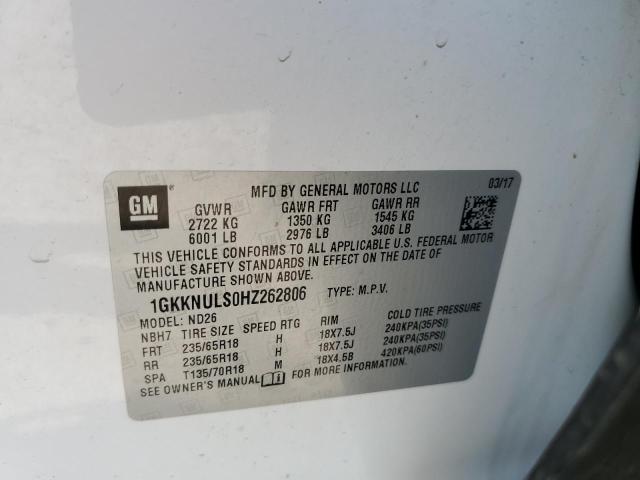 GM
MFD BY GENERAL MOTORS LLC 03/17
GVWR GAWR FRT GAWR RR
2722 KG 1350 KG 1545 KG
6001 LB 2976 LB 3406 LB
THIS VEHICLE CONFORMS TO ALL APPLICABLE U.S. FEDERAL MOTOR
VEHICLE SAFETY STANDARDS IN EFFECT ON THE DATE OF
MANUFACTURE SHOWN ABOVE.
1GKKNULS0HZ262806 TYPE: M.P.V.
MODEL: ND26
NBH7 TIRE SIZE SPEED RTG RIM COLD TIRE PRESSURE
FRT 235/65R18 H 18X7.5J 240KPA(35PSI)
RR 235/65R18 H 18X7.5J 240KPA(35PSI)
SPA T135/70R18 M 18X4.5B 420KPA(60PSI)
SEE OWNER'S MANUAL